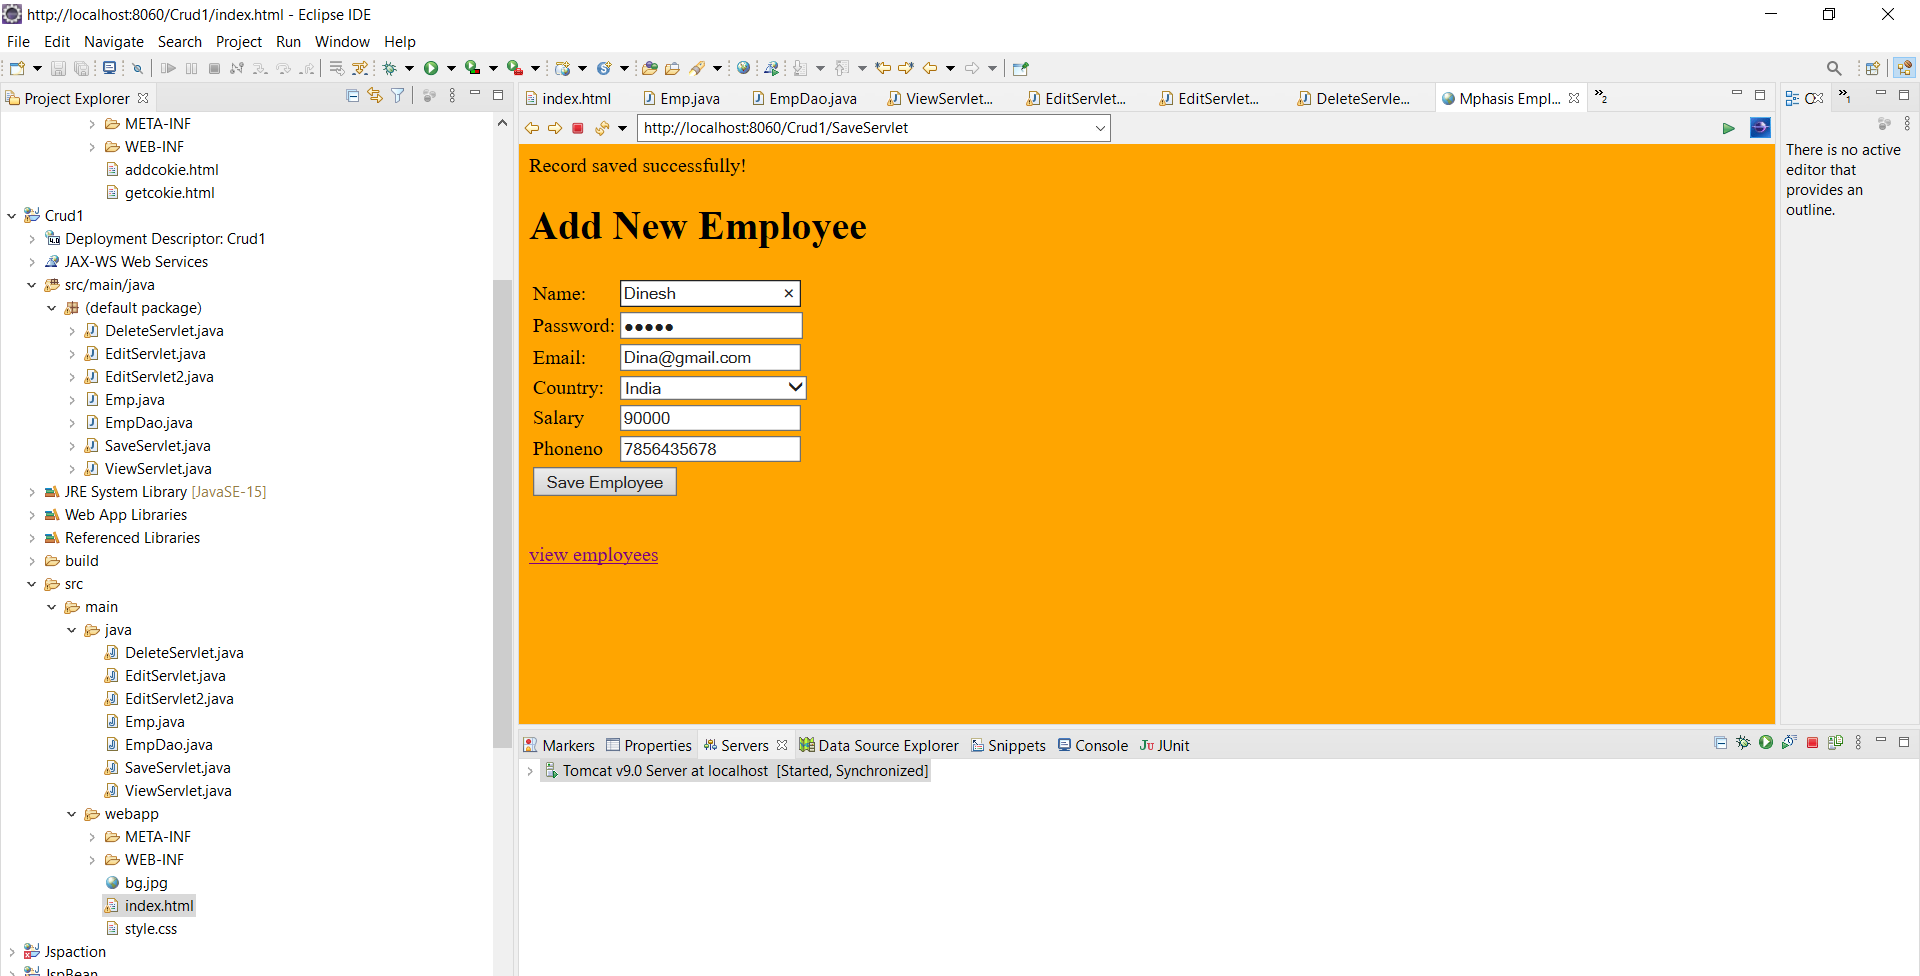 http://localhost:8060/Crud1/index.html - Eclipse IDE
File Edit Navigate Search Project Run Window Help
Project Explorer
META-INF
WEB-INF
addcokie.html
getcokie.html
Crud1
Deployment Descriptor: Crud1
JAX-WS Web Services
src/main/java
(default package)
DeleteServlet.java
EditServlet.java
EditServlet2.java
Emp.java
EmpDao.java
SaveServlet.java
ViewServlet.java
JRE System Library [JavaSE-15]
Web App Libraries
Referenced Libraries
build
src
main
java
DeleteServlet.java
EditServlet.java
EditServlet2.java
Emp.java
EmpDao.java
SaveServlet.java
ViewServlet.java
webapp
META-INF
WEB-INF
bg.jpg
index.html
style.css
Jspaction
JspBean
index.html Emp.java EmpDao.java ViewServlet... EditServlet... EditServlet... DeleteServle... Mphasis Empl... »2
http://localhost:8060/Crud1/SaveServlet
Record saved successfully!
Add New Employee
Name: Dinesh
Password: ●●●●●
Email: Dina@gmail.com
Country: India
Salary 90000
Phoneno 7856435678
Save Employee
view employees
»1
There is no active
editor that
provides an
outline.
Markers Properties Servers Data Source Explorer Snippets Console JUnit
Tomcat v9.0 Server at localhost [Started, Synchronized]